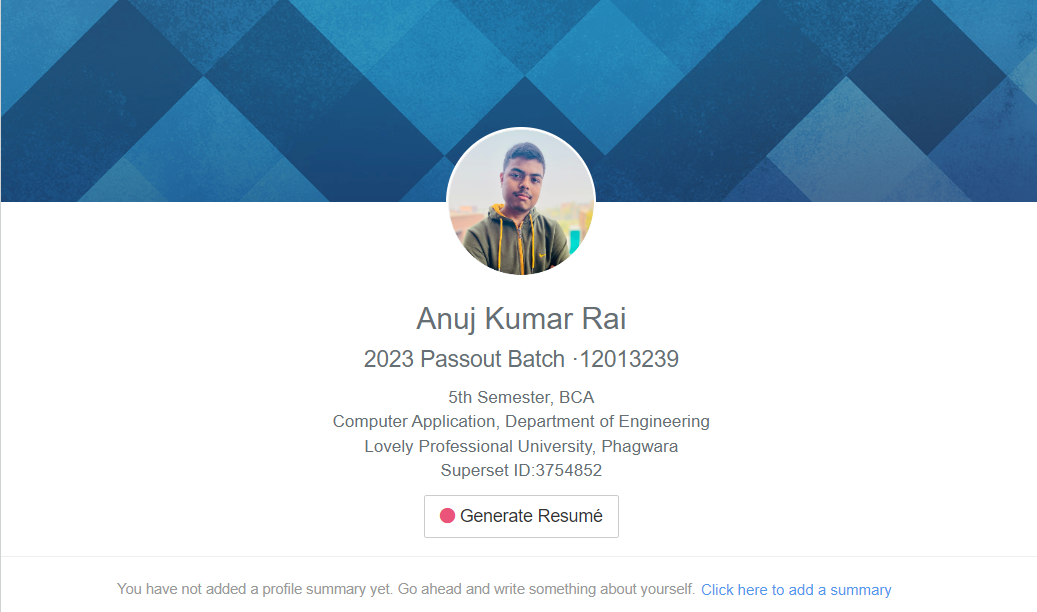 Anuj Kumar Rai
2023 Passout Batch ·12013239
5th Semester, BCA
Computer Application, Department of Engineering
Lovely Professional University, Phagwara
Superset ID:3754852
Generate Resumé
You have not added a profile summary yet. Go ahead and write something about yourself. Click here to add a summary